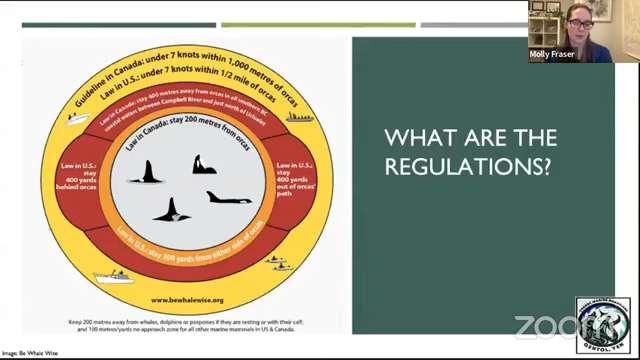 Molly Fraser
Guideline in Canada: under 7 knots within 1,000 metres of orcas
Law in U.S.: under 7 knots within 1/2 mile of orcas
Law in Canada: stay 400 metres away from orcas in all southern BC
coastal waters between Campbell River and just north of Ucluelet
Law in Canada: stay 200 metres from orcas
Law in U.S.:
stay
400 yards
behind orcas
Law in U.S.:
stay
400 yards
out of orcas'
path
Law in U.S.: stay 300 yards from either side of orcas
www.bewhalewise.org
Keep 200 metres away from whales, dolphins or porpoises if they are resting or with their calf;
and 100 metres/yards no approach zone for all other marine mammals in US & Canada.
Image: Be Whale Wise
WHAT ARE THE
REGULATIONS?
zoom